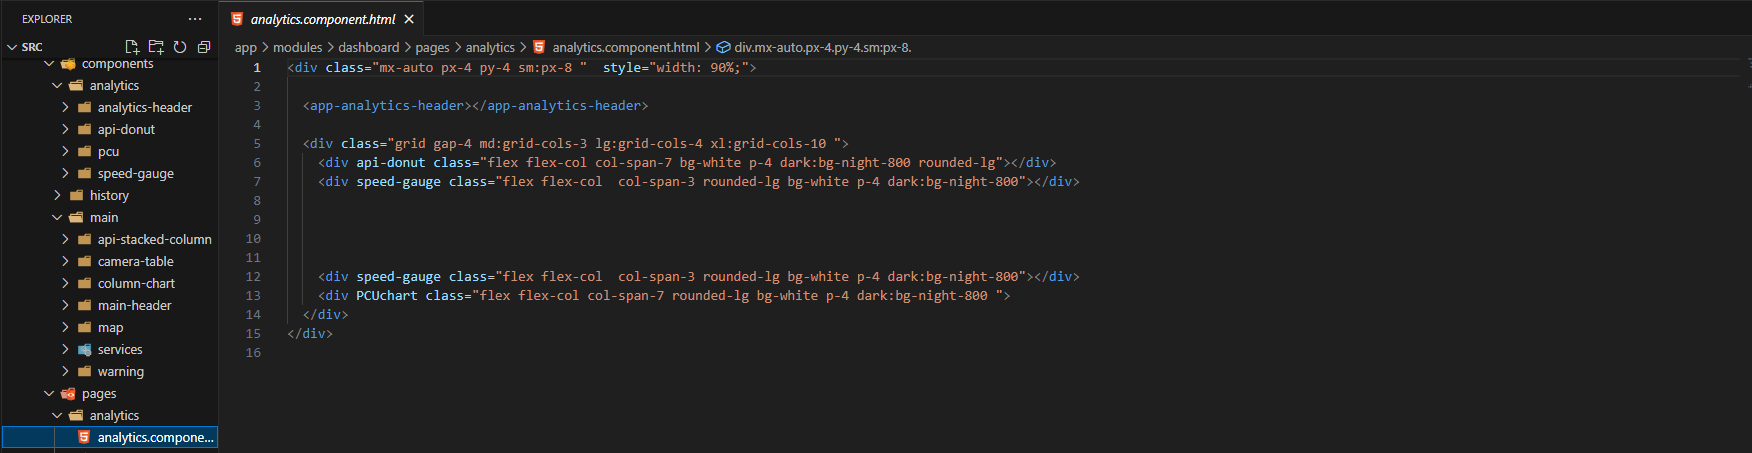 EXPLORER
SRC
components
analytics
analytics-header
api-donut
pcu
speed-gauge
history
main
api-stacked-column
camera-table
column-chart
main-header
map
services
warning
pages
analytics
analytics.compone...
analytics.component.html
app > modules > dashboard > pages > analytics > analytics.component.html > div.mx-auto.px-4.py-4.sm:px-8.
1 <div class="mx-auto px-4 py-4 sm:px-8 "  style="width: 90%;">
2
3 <app-analytics-header></app-analytics-header>
4
5 <div class="grid gap-4 md:grid-cols-3 lg:grid-cols-4 xl:grid-cols-10 ">
6 <div api-donut class="flex flex-col col-span-7 bg-white p-4 dark:bg-night-800 rounded-lg"></div>
7 <div speed-gauge class="flex flex-col  col-span-3 rounded-lg bg-white p-4 dark:bg-night-800"></div>
8
9
10
11
12 <div speed-gauge class="flex flex-col  col-span-3 rounded-lg bg-white p-4 dark:bg-night-800"></div>
13 <div PCUchart class="flex flex-col col-span-7 rounded-lg bg-white p-4 dark:bg-night-800 ">
14 </div>
15 </div>
16